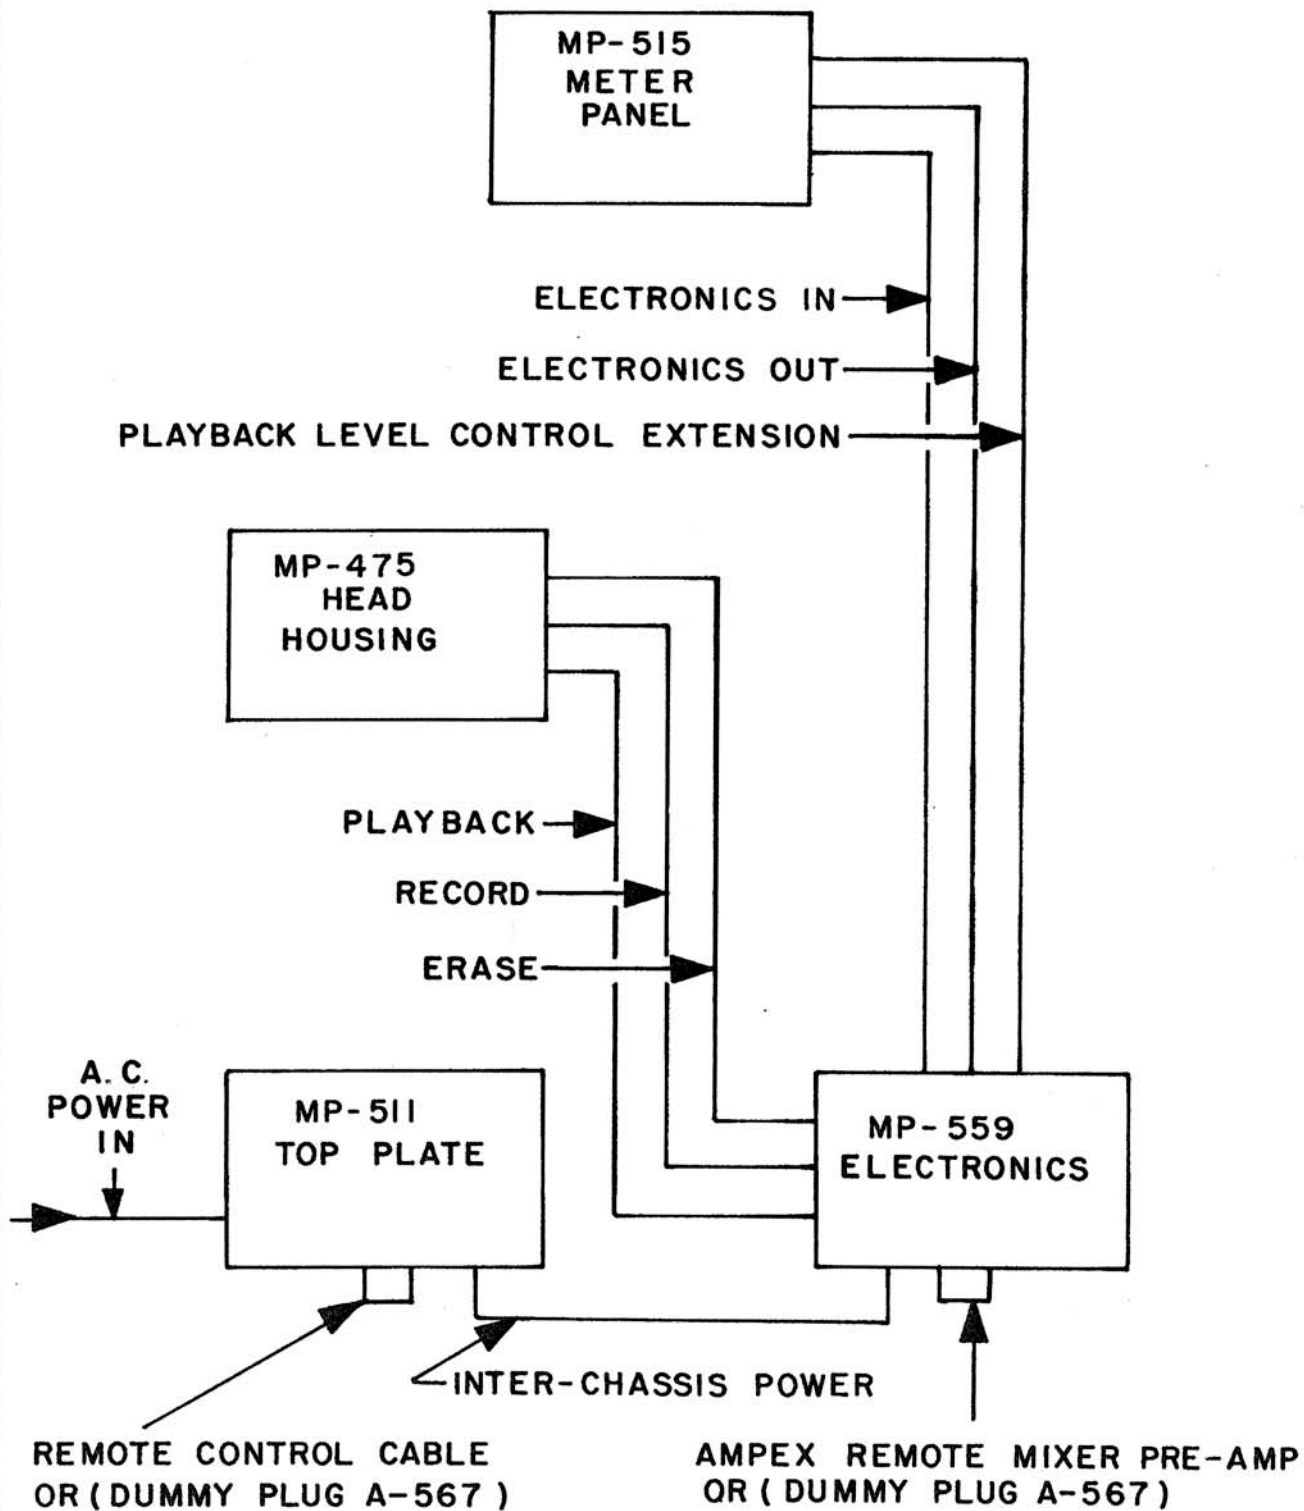 MP-515
METER
PANEL
ELECTRONICS IN
ELECTRONICS OUT
PLAYBACK LEVEL CONTROL EXTENSION
MP-475
HEAD
HOUSING
PLAYBACK
RECORD
ERASE
A.C.
POWER
IN
MP-511
TOP PLATE
MP-559
ELECTRONICS
INTER-CHASSIS POWER
REMOTE CONTROL CABLE
OR (DUMMY PLUG A-567)
AMPEX REMOTE MIXER PRE-AMP
OR (DUMMY PLUG A-567)